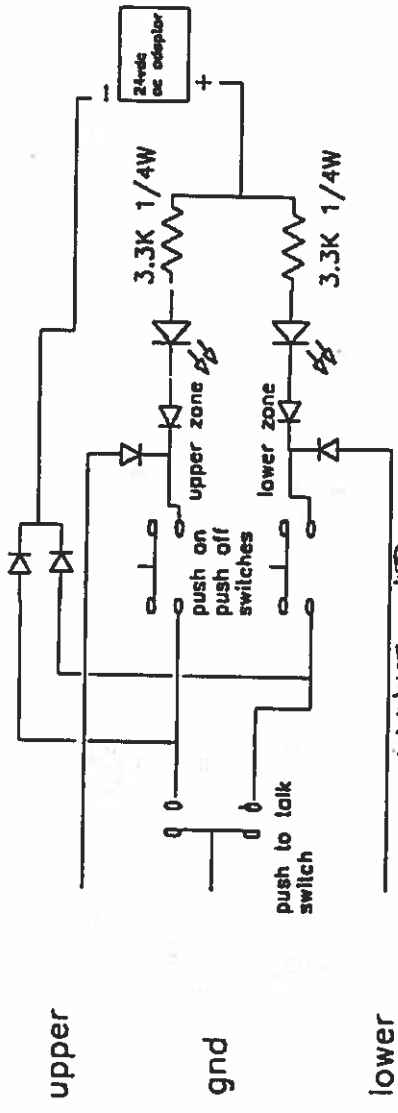 upper
gnd
lower
push to talk
switch
push on
push off
switches
upper zone
lower zone
3.3K 1/4W
3.3K 1/4W
-
24vdc
ac adaptor
+